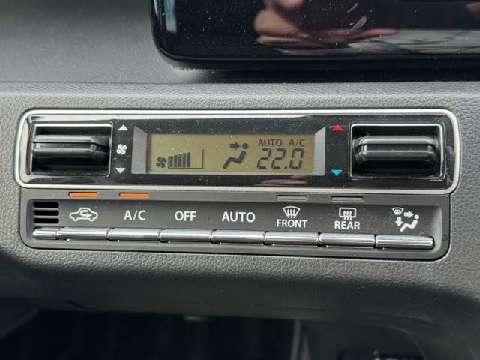 AUTO A/C
22.0
A/C OFF AUTO FRONT REAR